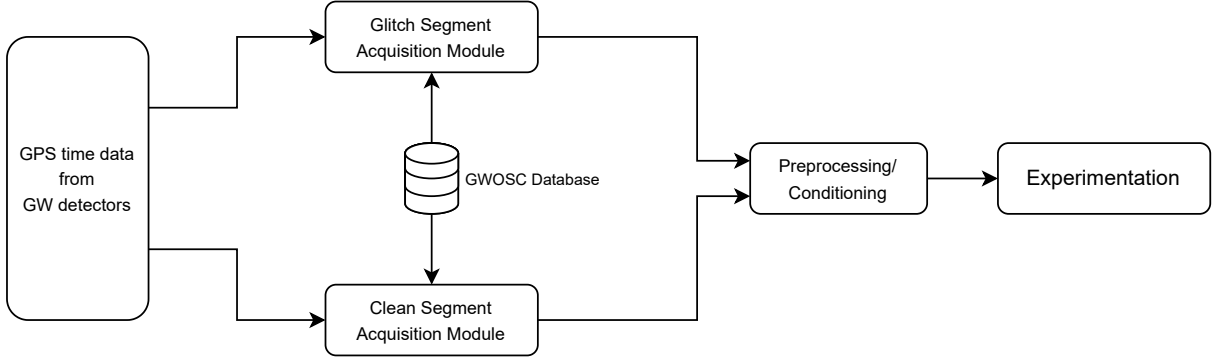 GPS time data
from
GW detectors
Glitch Segment
Acquisition Module
GWOSC Database
Clean Segment
Acquisition Module
Preprocessing/
Conditioning
Experimentation